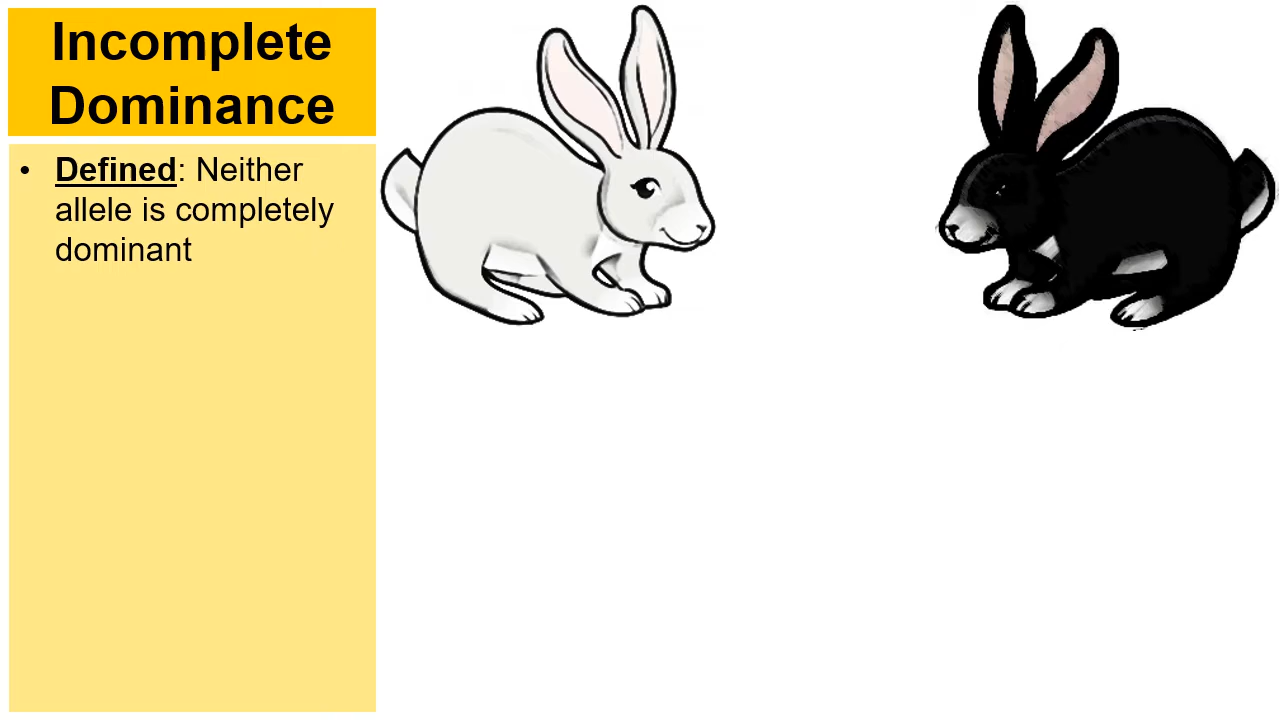 Incomplete
Dominance
• Defined: Neither
allele is completely
dominant